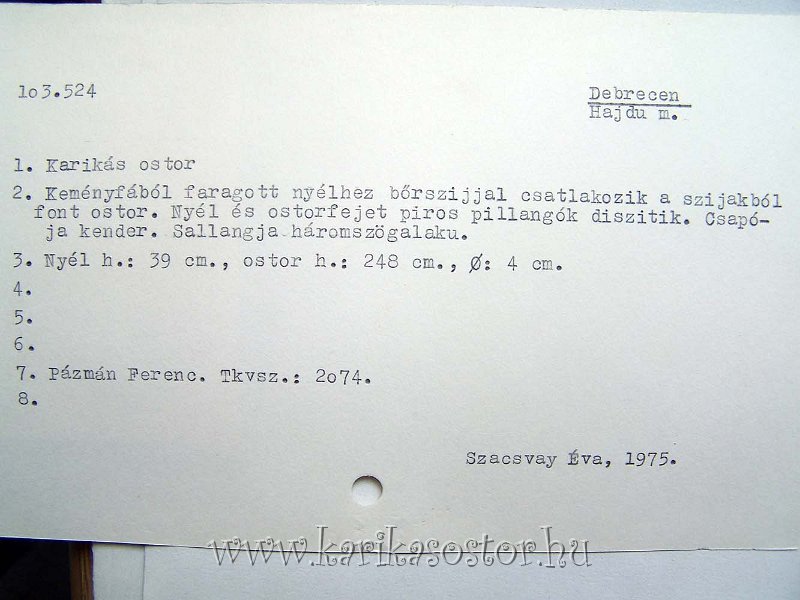 1o3.524
Debrecen
Hajdu m.
1. Karikás ostor
2. Keményfából faragott nyélhez bőrszijjal csatlakozik a szijakból
font ostor. Nyél és ostorfejet piros pillangók diszitik. Csapó-
ja kender. Sallangja háromszögalaku.
3. Nyél h.: 39 cm., ostor h.: 248 cm., Ø: 4 cm.
4.
5.
6.
7. Pázmán Ferenc. Tkvsz.: 2o74.
8.
Szacsvay Éva, 1975.
www.karikasostor.hu